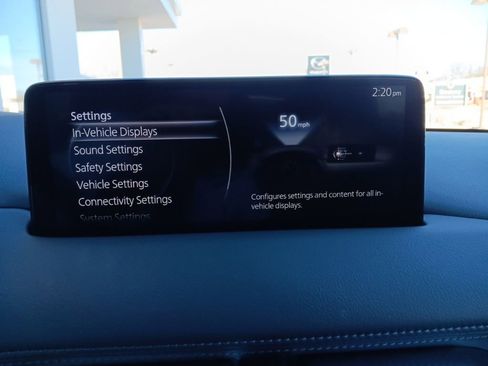 2:20 pm
Settings
In-Vehicle Displays
Sound Settings
Safety Settings
Vehicle Settings
Connectivity Settings
System Settings
50 mph
Configures settings and content for all in-
vehicle displays.